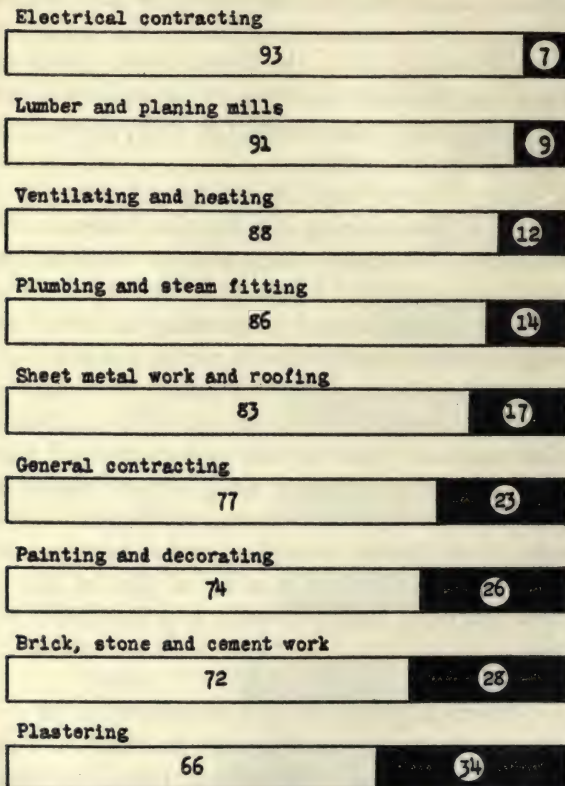 Electrical contracting
93 7
Lumber and planing mills
91 9
Ventilating and heating
88 12
Plumbing and steam fitting
86 14
Sheet metal work and roofing
83 17
General contracting
77 23
Painting and decorating
74 26
Brick, stone and cement work
72 28
Plastering
66 34